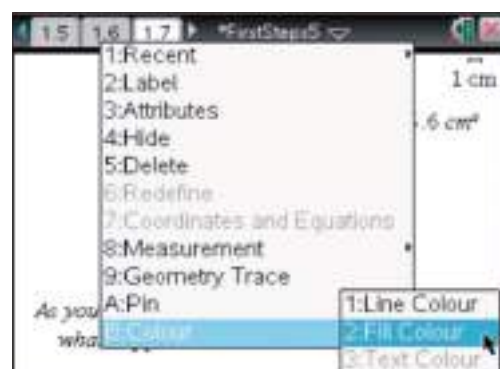 1.5 1.6 1.7 *FirstSteps5
1:Recent
1 cm
2:Label
3:Attributes
.6 cm²
4:Hide
5:Delete
6:Redefine
7:Coordinates and Equations
8:Measurement
9:Geometry Trace
A:Pin
1:Line Colour
As you
B:Colour
2:Fill Colour
wha
3:Text Colour